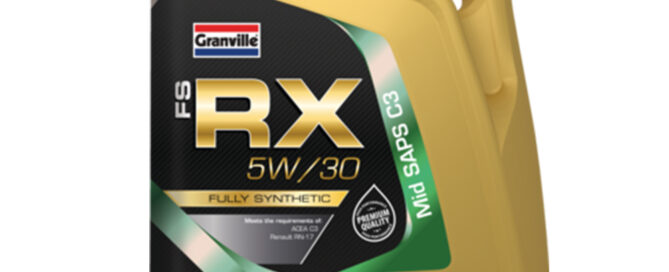 Granville
FS
RX
5W/30
FULLY SYNTHETIC
Mid SAPS C3
Meets the requirements of:
ACEA C3
Renault RN-17
PREMIUM
QUALITY